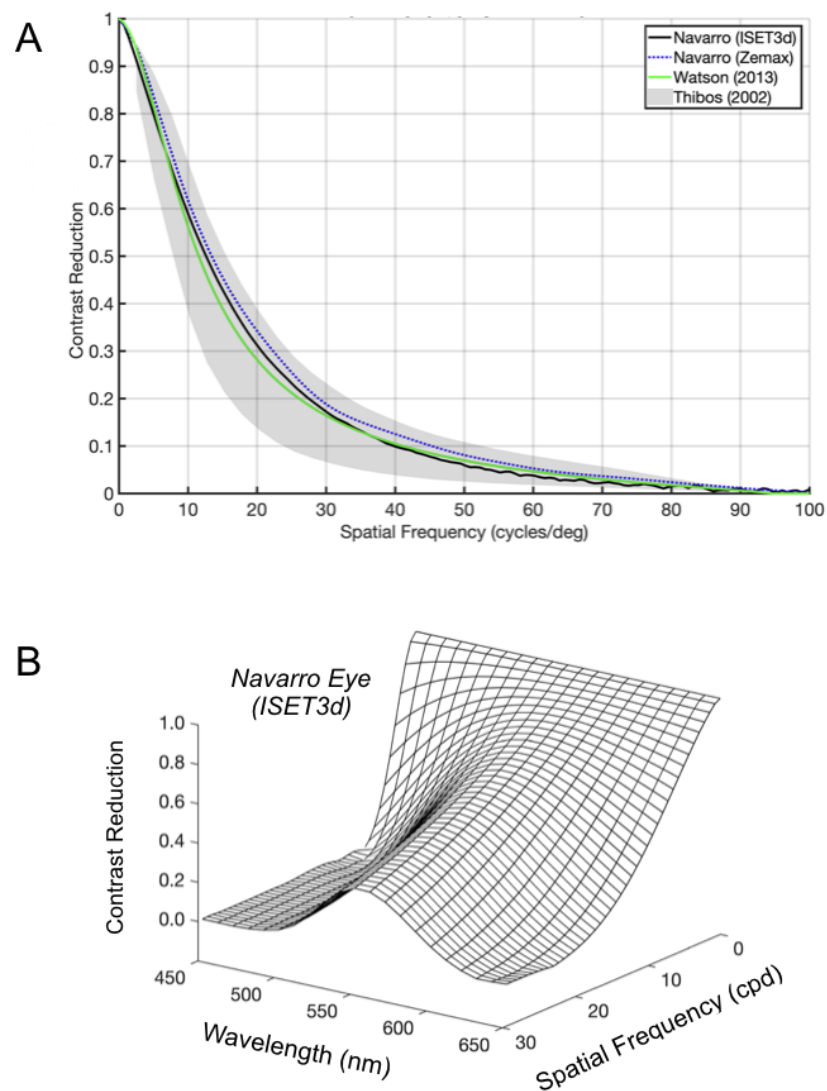 A
Navarro (ISET3d)
Navarro (Zemax)
Watson (2013)
Thibos (2002)
Contrast Reduction
1
0.9
0.8
0.7
0.6
0.5
0.4
0.3
0.2
0.1
0
0 10 20 30 40 50 60 70 80 90 100
Spatial Frequency (cycles/deg)
B
Navarro Eye
(ISET3d)
Contrast Reduction
1.0
0.8
0.6
0.4
0.2
0.0
450 500 550 600 650
Wavelength (nm)
0
10
20
30
Spatial Frequency (cpd)